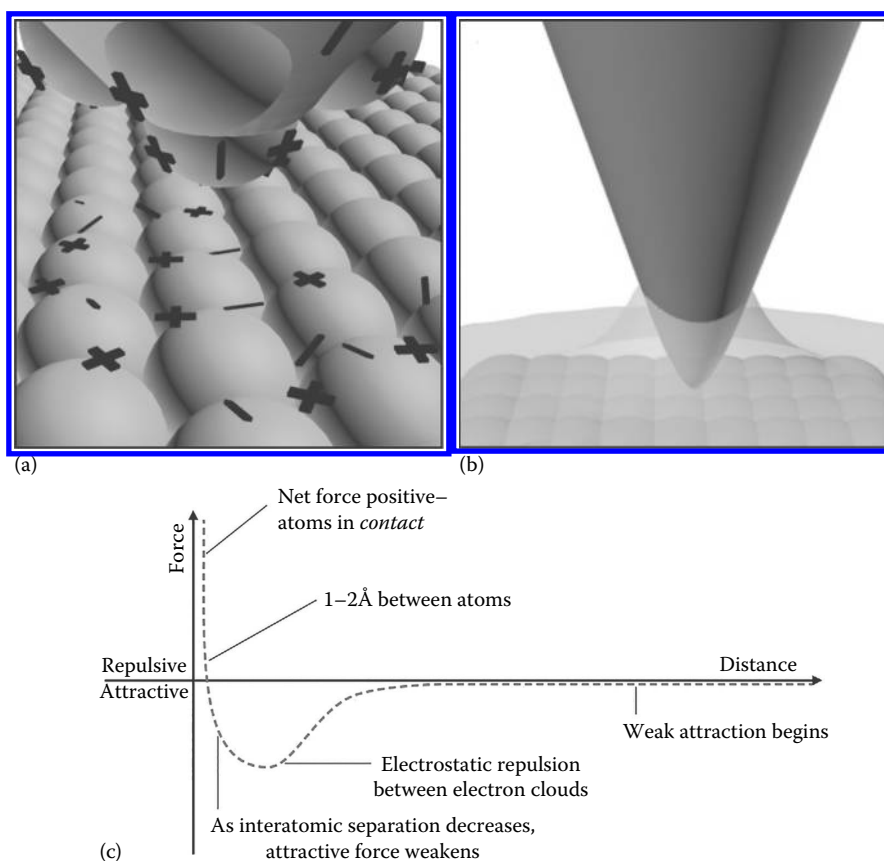 (a)
(b)
Net force positive–
atoms in contact
Force
1–2Å between atoms
Repulsive
Attractive
Distance
Weak attraction begins
Electrostatic repulsion
between electron clouds
As interatomic separation decreases,
attractive force weakens
(c)